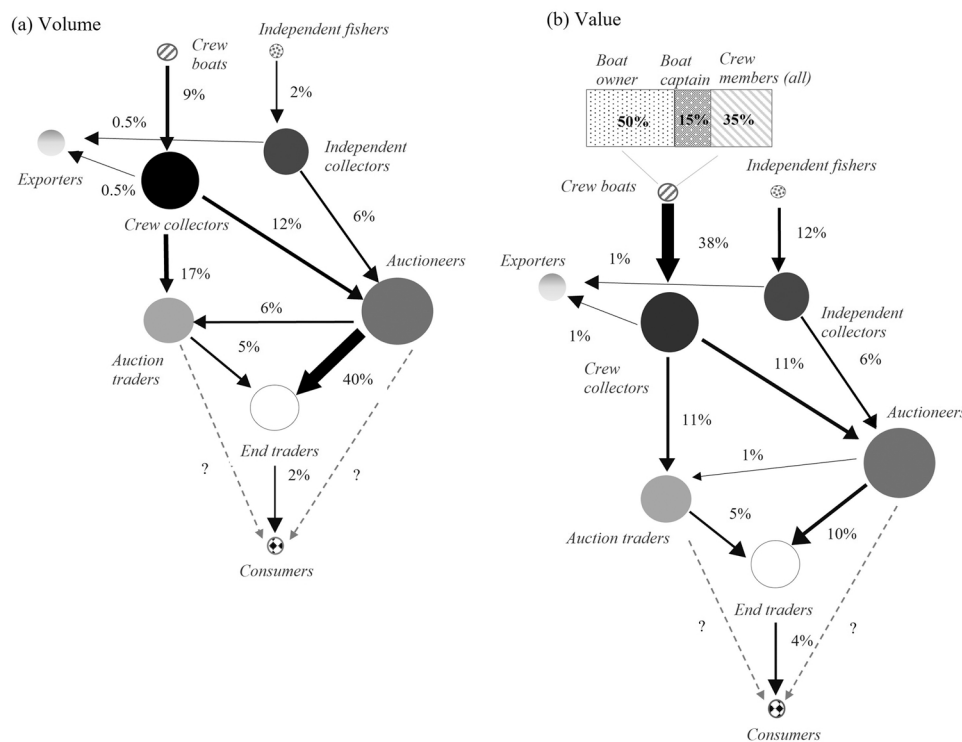 (a) Volume
Independent fishers
Crew
boats
9%
2%
0.5%
Independent
collectors
Exporters
0.5%
Crew collectors
12%
6%
Auctioneers
17%
6%
Auction
traders
5%
40%
End traders
?
2%
?
Consumers
(b) Value
Boat
owner
Boat
captain
Crew
members (all)
50%
15%
35%
Independent fishers
Crew boats
38%
12%
Exporters
1%
1%
Independent
collectors
Crew
collectors
11%
6%
11%
Auctioneers
1%
Auction traders
5%
10%
End traders
?
4%
?
Consumers